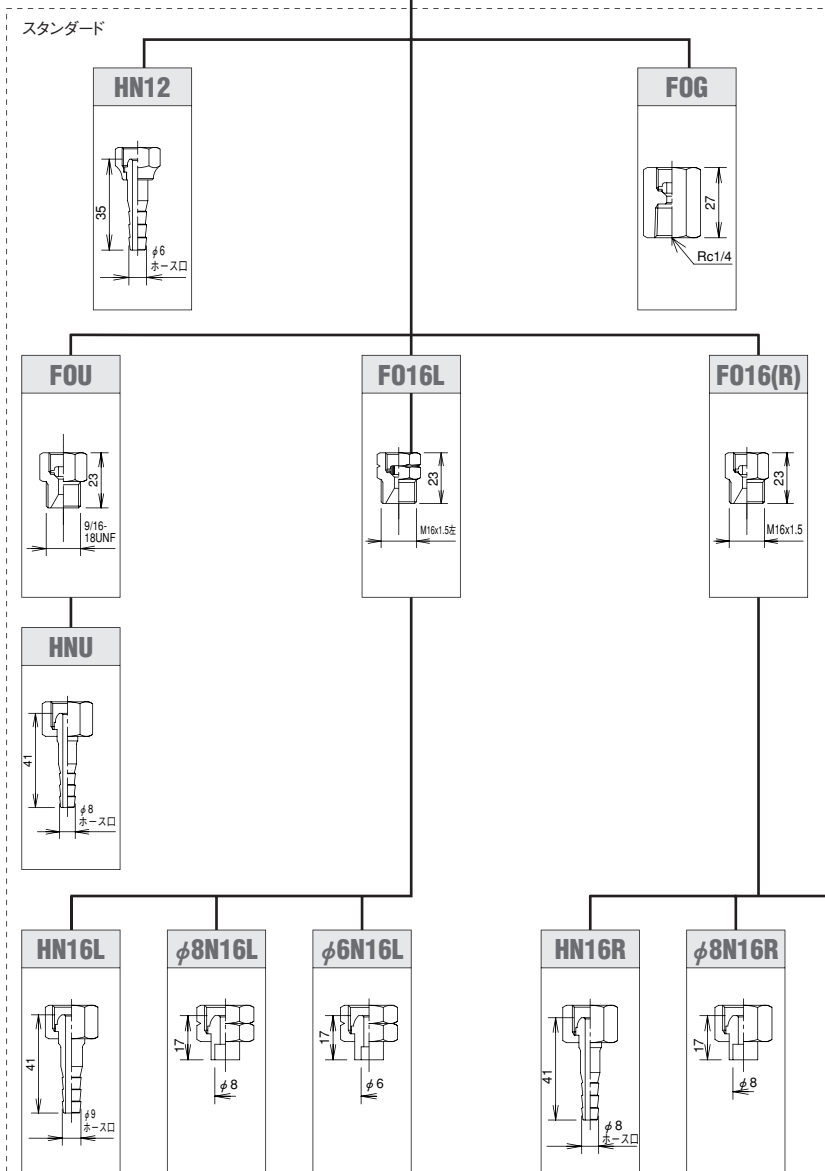 スタンダード
HN12
35
φ6
ホース口
FOG
27
Rc1/4
FOU
23
9/16-
18UNF
FO16L
23
M16x1.5左
FO16(R)
23
M16x1.5
HNU
41
φ8
ホース口
HN16L
41
φ9
ホース口
φ8N16L
17
φ8
φ6N16L
17
φ6
HN16R
41
φ8
ホース口
φ8N16R
17
φ8